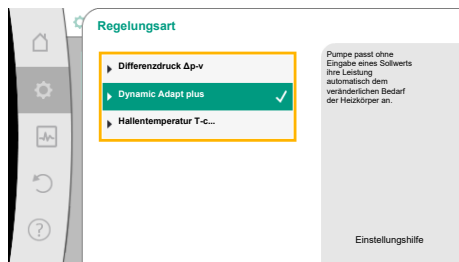 Regelungsart
Differenzdruck Δp-v
Dynamic Adapt plus
Hallentemperatur T-c...
Pumpe passt ohne
Eingabe eines Sollwerts
ihre Leistung
automatisch dem
veränderlichen Bedarf
der Heizkörper an.
Einstellungshilfe